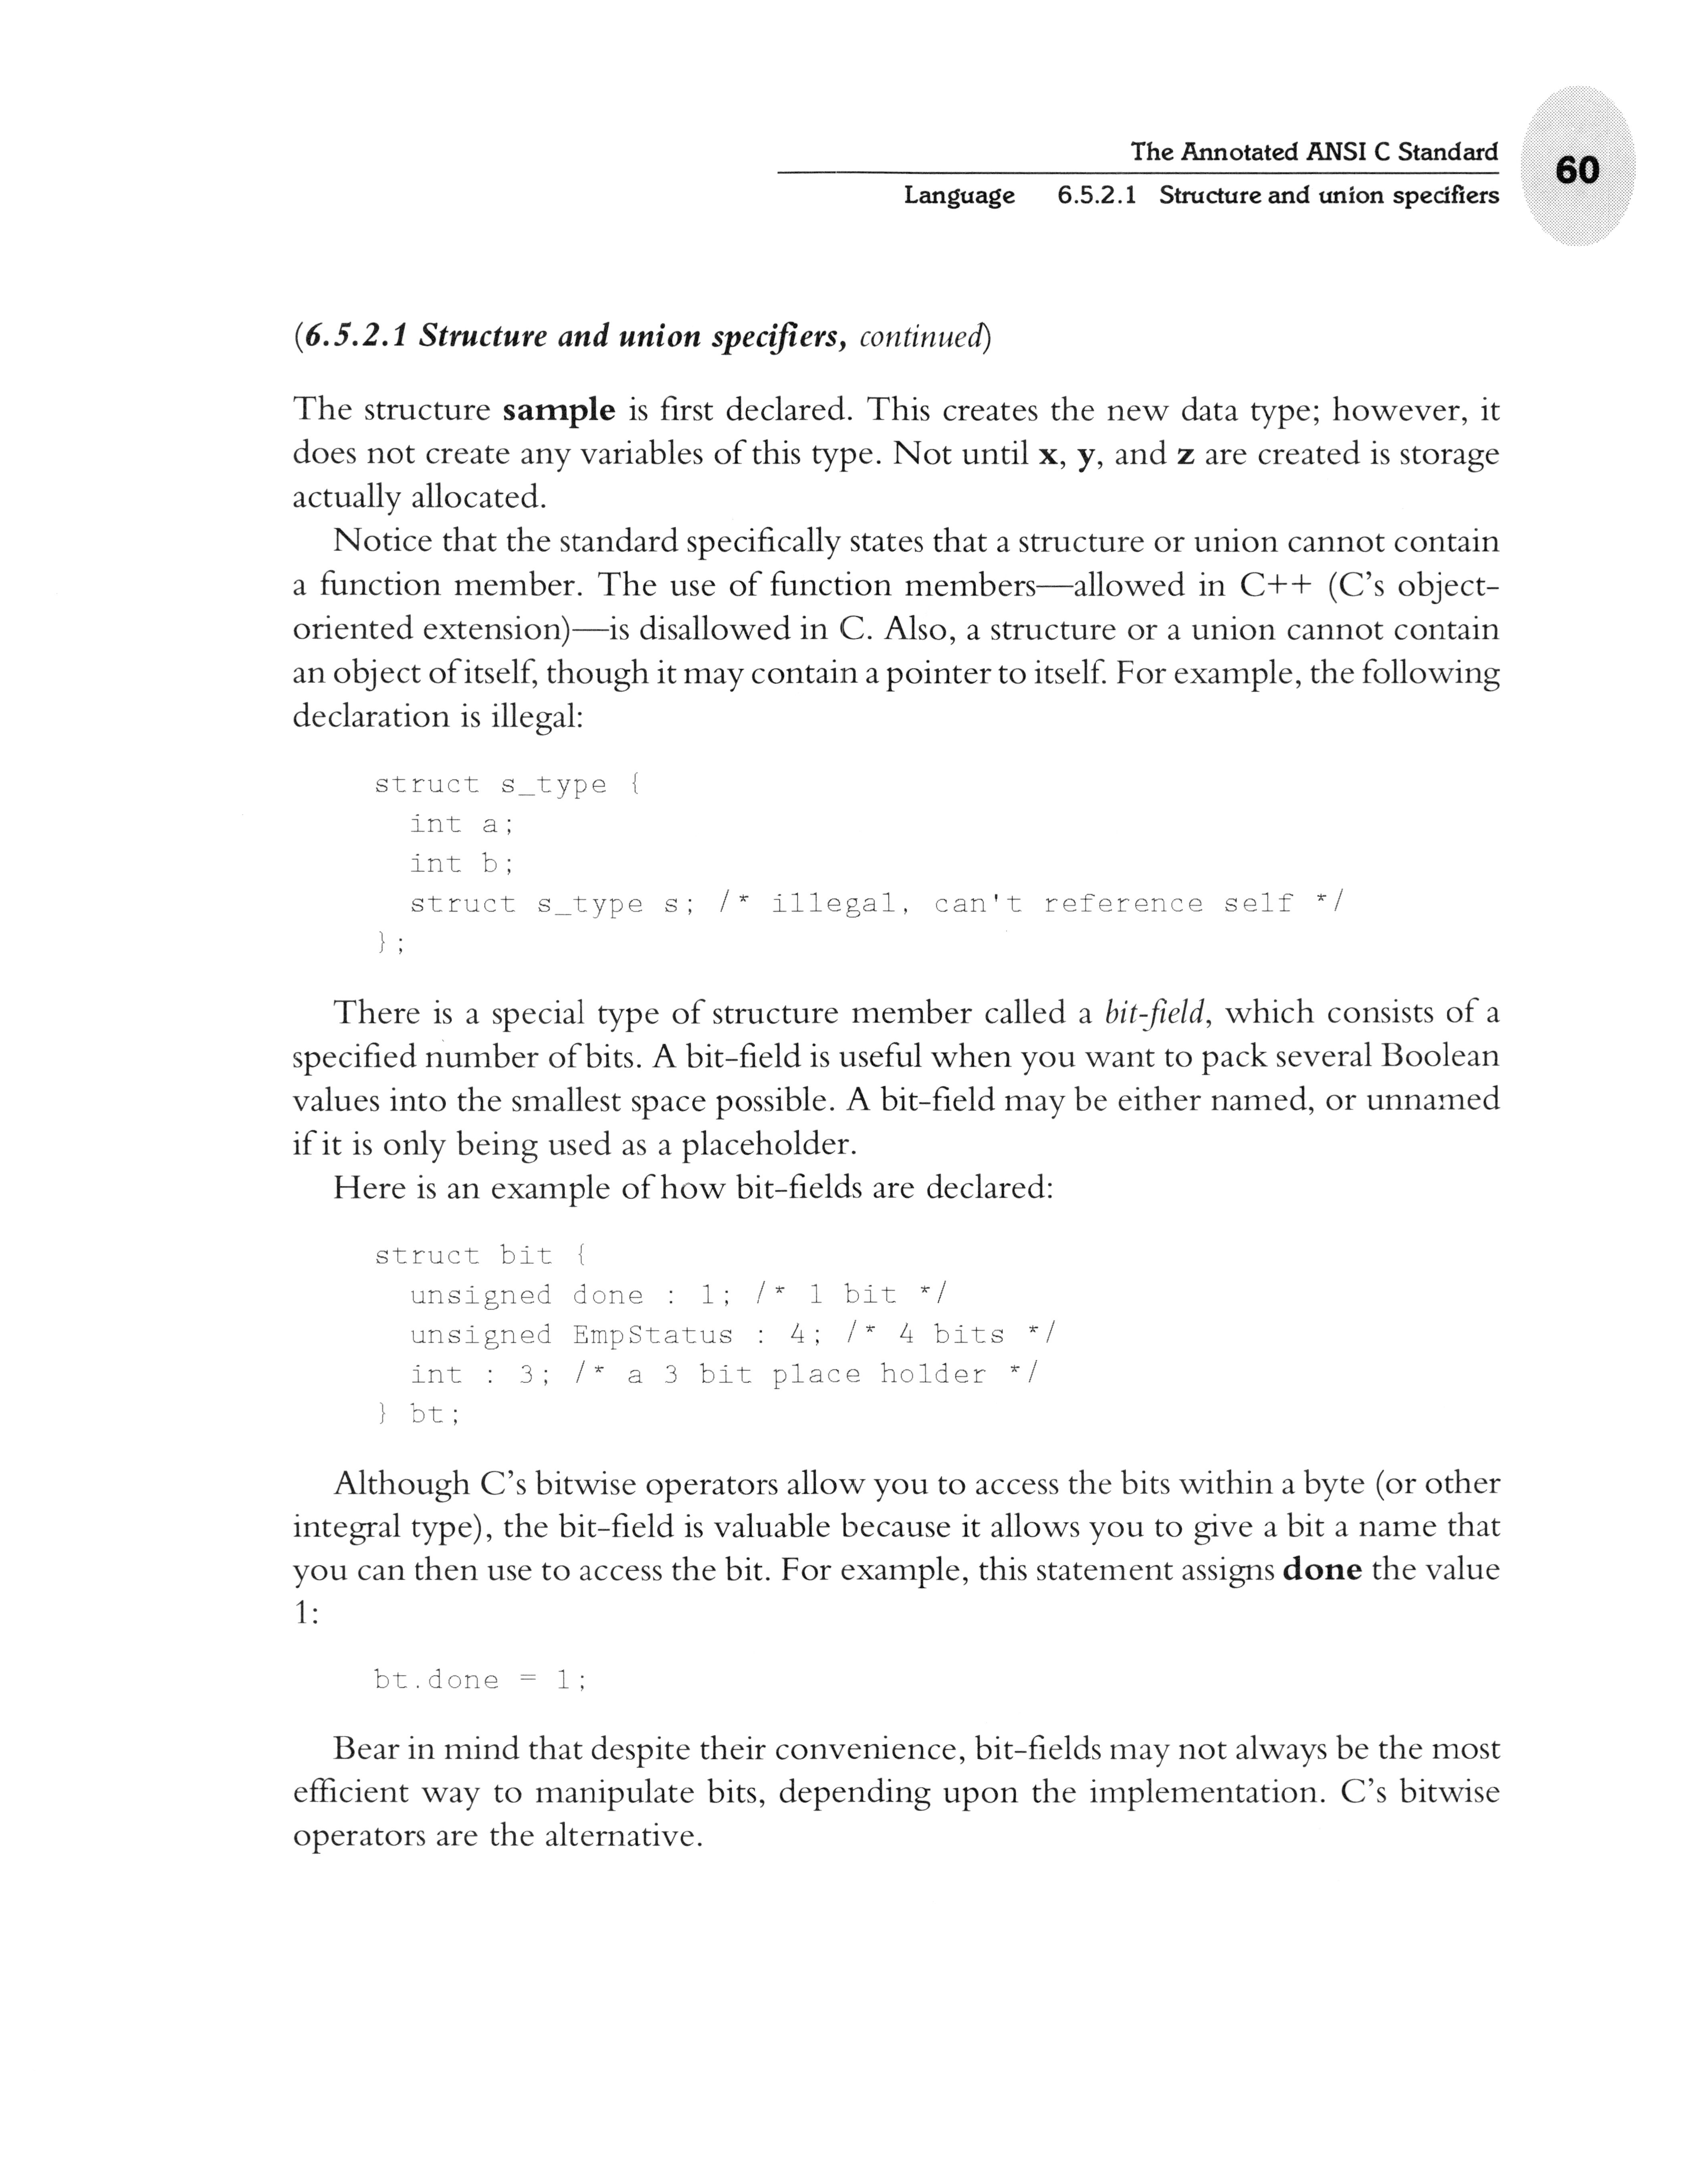 The Annotated ANSI C Standard
60
Language 6.5.2.1 Structure and union specifiers
(6.5.2.1 Structure and union specifiers, continued)
The structure sample is first declared. This creates the new data type; however, it
does not create any variables of this type. Not until x, y, and z are created is storage
actually allocated.
Notice that the standard specifically states that a structure or union cannot contain
a function member. The use of function members—allowed in C++ (C's object-
oriented extension)—is disallowed in C. Also, a structure or a union cannot contain
an object of itself, though it may contain a pointer to itself. For example, the following
declaration is illegal:
struct s_type {
int a;
int b;
struct s_type s; /* illegal, can't reference self */
};
There is a special type of structure member called a bit-field, which consists of a
specified number of bits. A bit-field is useful when you want to pack several Boolean
values into the smallest space possible. A bit-field may be either named, or unnamed
if it is only being used as a placeholder.
Here is an example of how bit-fields are declared:
struct bit {
unsigned done : 1; /* 1 bit */
unsigned EmpStatus : 4; /* 4 bits */
int : 3; /* a 3 bit place holder */
} bt;
Although C's bitwise operators allow you to access the bits within a byte (or other
integral type), the bit-field is valuable because it allows you to give a bit a name that
you can then use to access the bit. For example, this statement assigns done the value
1:
bt.done = 1;
Bear in mind that despite their convenience, bit-fields may not always be the most
efficient way to manipulate bits, depending upon the implementation. C's bitwise
operators are the alternative.